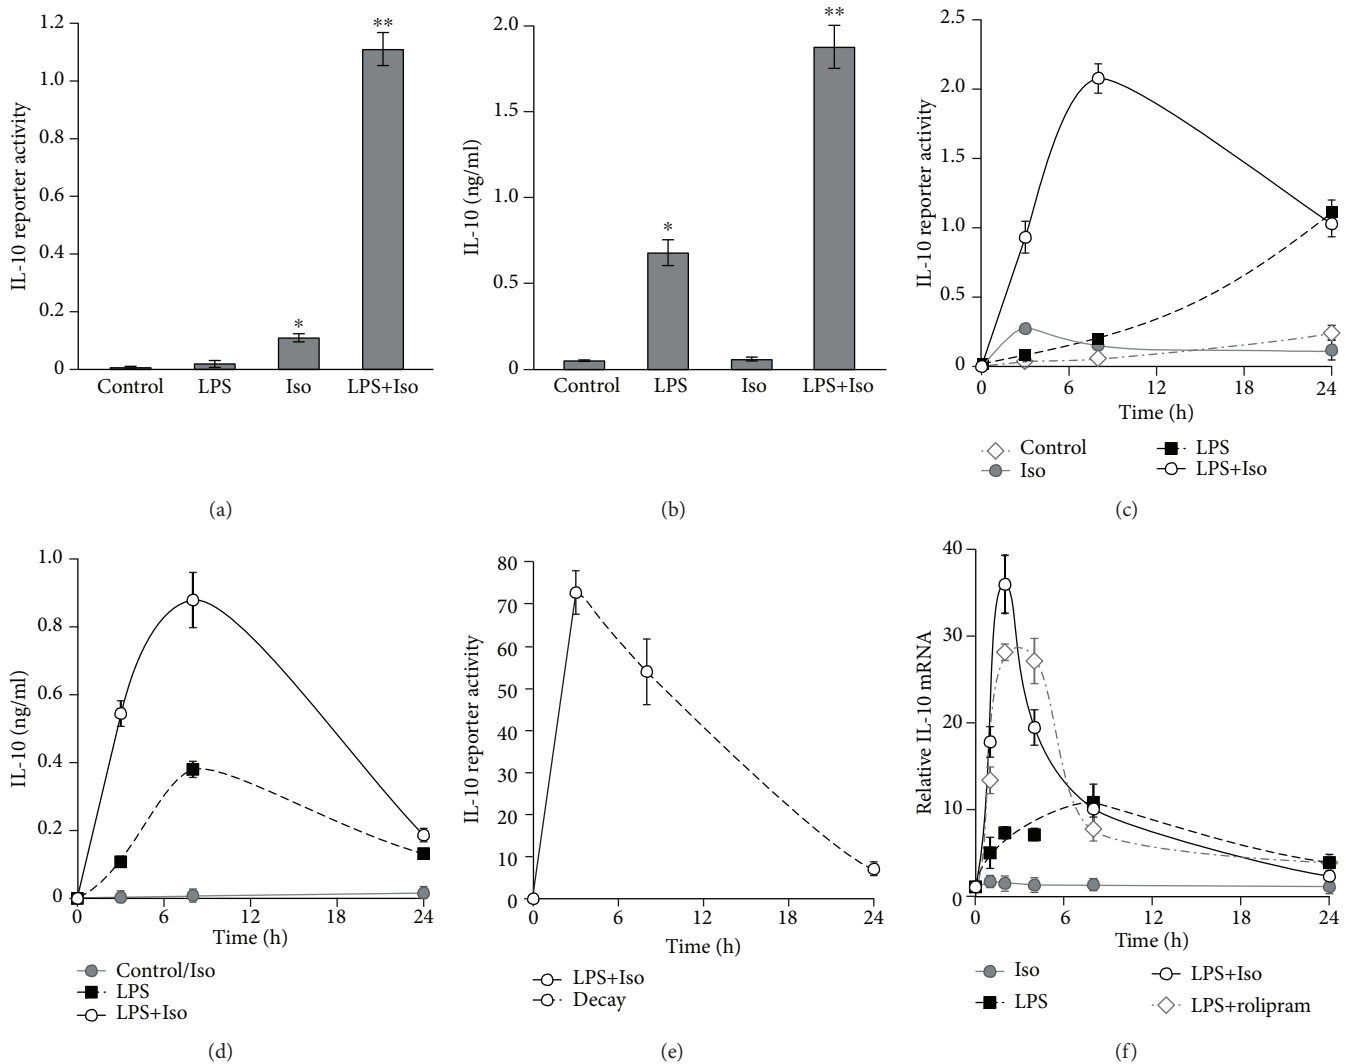 IL-10 reporter activity
1.2
1.0
0.8
0.6
0.4
0.2
0
*
**
Control
LPS
Iso
LPS+Iso
(a)
IL-10 (ng/ml)
2.0
1.5
1.0
0.5
0
*
**
Control
LPS
Iso
LPS+Iso
(b)
IL-10 reporter activity
2.5
2.0
1.5
1.0
0.5
0
0
6
12
18
24
Time (h)
Control
Iso
LPS
LPS+Iso
(c)
IL-10 (ng/ml)
1.0
0.8
0.6
0.4
0.2
0
0
6
12
18
24
Time (h)
Control/Iso
LPS
LPS+Iso
(d)
IL-10 reporter activity
80
70
60
50
40
30
20
10
0
0
6
12
18
24
Time (h)
LPS+Iso
Decay
(e)
Relative IL-10 mRNA
40
30
20
10
0
0
6
12
18
24
Time (h)
Iso
LPS
LPS+Iso
LPS+rolipram
(f)